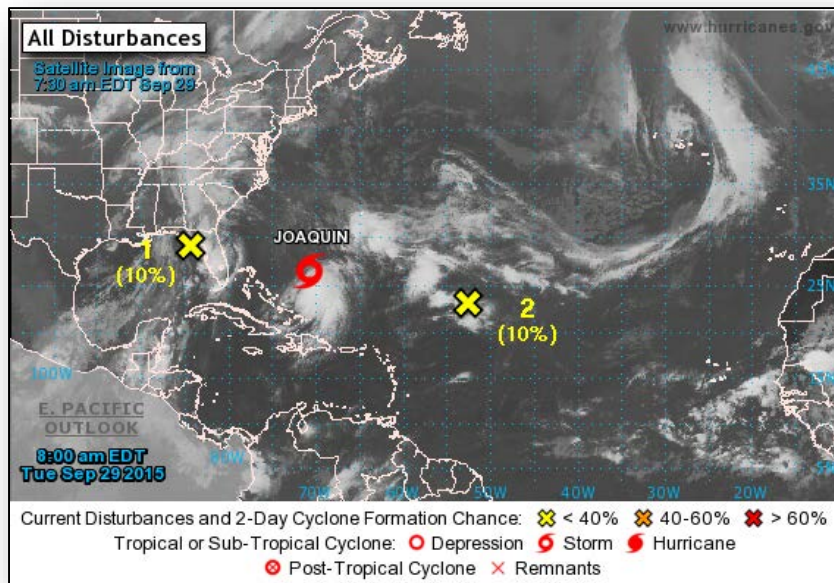 All Disturbances
www.hurricanes.gov
Satellite Image from
7:30 am EDT Sep 29
40N
35N
JOAQUIN
1
(10%)
25N
2
(10%)
100W
E. PACIFIC
OUTLOOK
8:00 am EDT
Tue Sep 29 2015
80W
70W
60W
50W
40W
30W
20W
Current Disturbances and 2-Day Cyclone Formation Chance: < 40% 40-60% > 60%
Tropical or Sub-Tropical Cyclone: Depression Storm Hurricane
Post-Tropical Cyclone Remnants